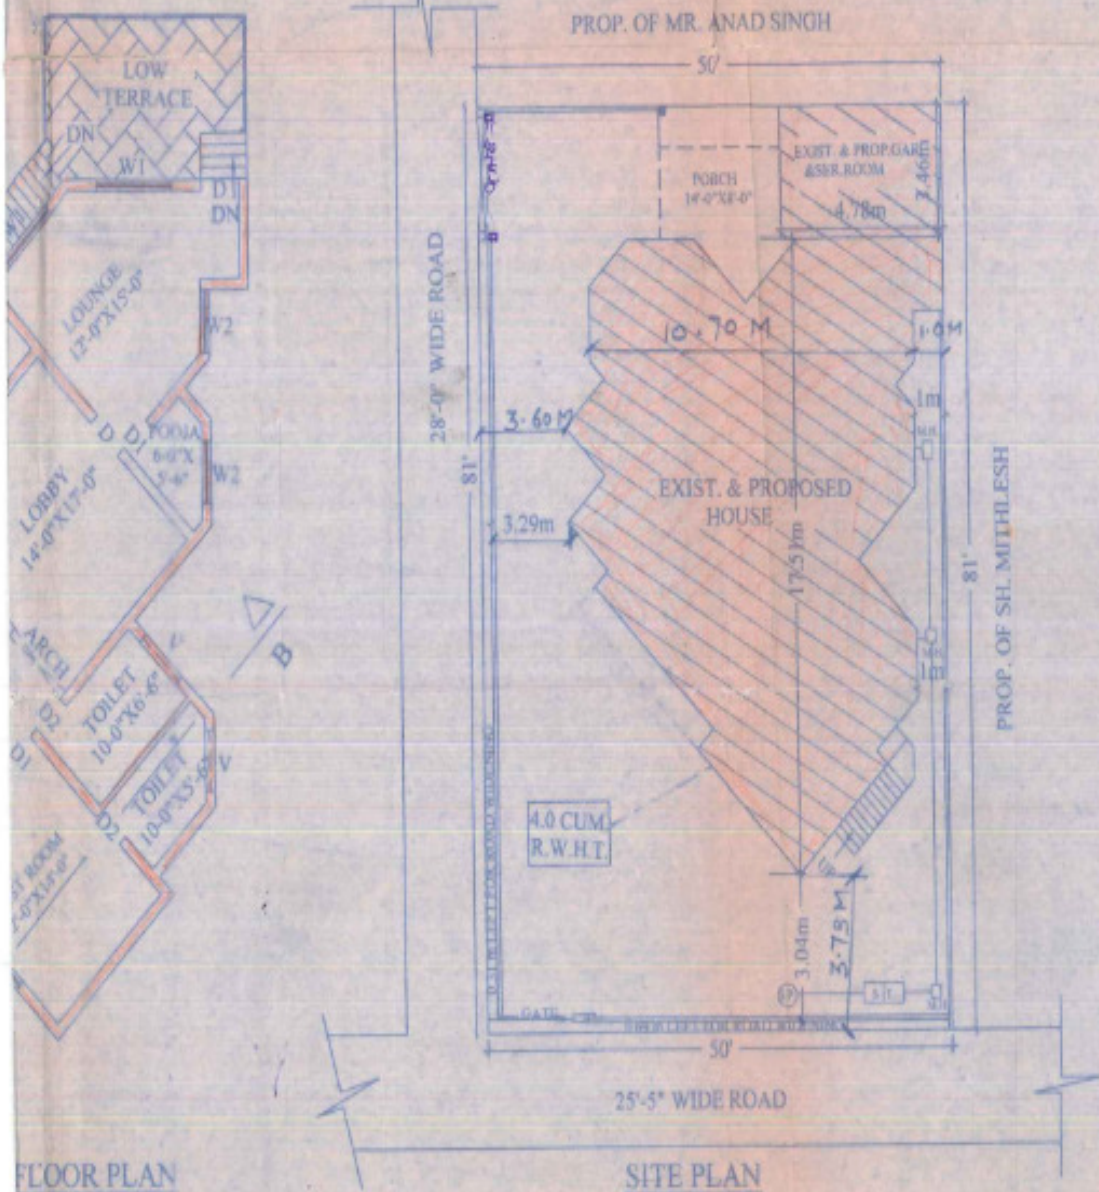 PROP. OF MR. ANAD SINGH
50'
LOW
TERRACE
DN
W1
D1
DN
LOUNGE
12'-0"X15'-0"
W2
D
D1
POOJA
6-0"X
5'-6"
W2
LOBBY
14'-0"X17'-0"
B
ARCH
TOILET
10-0"X6'-6"
D2
D1
TOILET
10-0"X5'-6"
V
D2
FLOOR PLAN
28'-0" WIDE ROAD
81'
PORCH
14'-0"X8'-0"
EXIST. & PROP.GARE
&SER.ROOM
3.46m
4.78m
10.70 M
1.0M
1m
3.60 M
3.29m
EXIST. & PROPOSED
HOUSE
17.51m
81'
PROP. OF SH. MITHLESH
1m
4.0 CUM.
R.W.H.T.
UP
3.04m
3.73 M
S.T.
GATE
50'
25'-5" WIDE ROAD
SITE PLAN